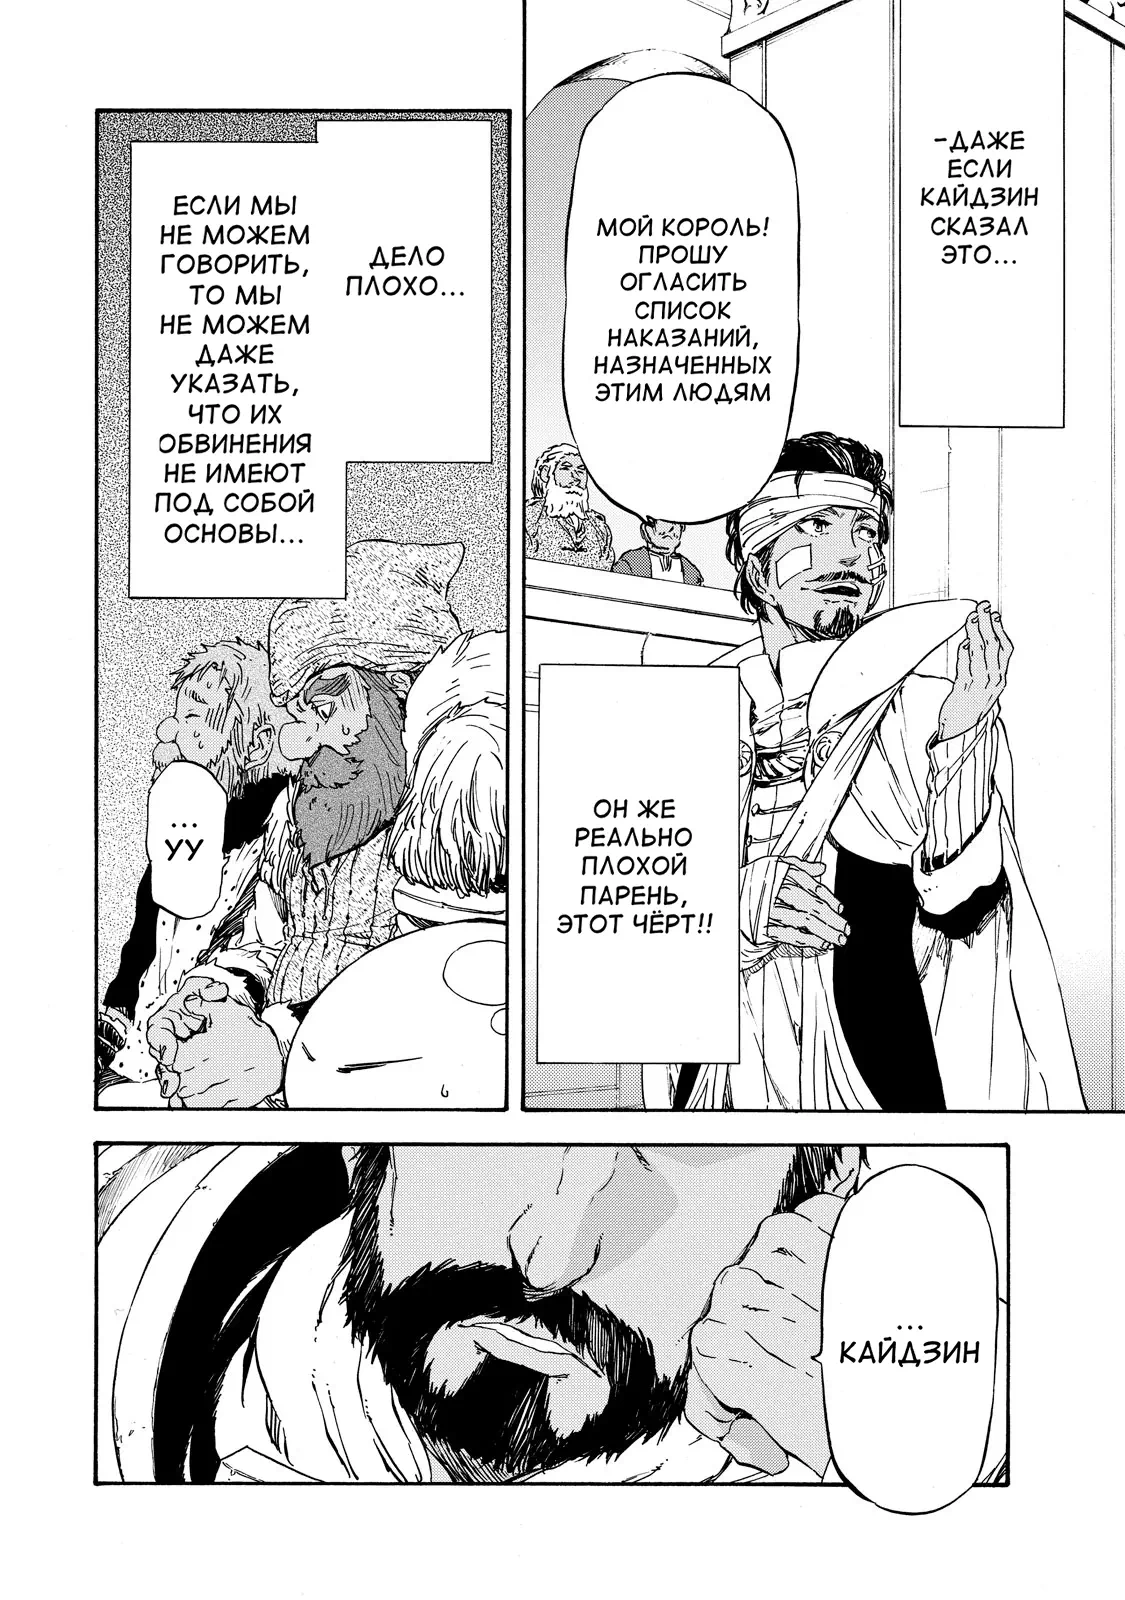 -ДАЖЕ
ЕСЛИ
КАЙДЗИН
СКАЗАЛ
ЭТО...
МОЙ КОРОЛЬ!
ПРОШУ
ОГЛАСИТЬ
СПИСОК
НАКАЗАНИЙ,
НАЗНАЧЕННЫХ
ЭТИМ ЛЮДЯМ
ОН ЖЕ
РЕАЛЬНО
ПЛОХОЙ
ПАРЕНЬ,
ЭТОТ ЧЁРТ!!
ДЕЛО
ПЛОХО...
ЕСЛИ МЫ
НЕ МОЖЕМ
ГОВОРИТЬ,
ТО МЫ
НЕ МОЖЕМ
ДАЖЕ
УКАЗАТЬ,
ЧТО ИХ
ОБВИНЕНИЯ
НЕ ИМЕЮТ
ПОД СОБОЙ
ОСНОВЫ...
...
УУ
...
КАЙДЗИН